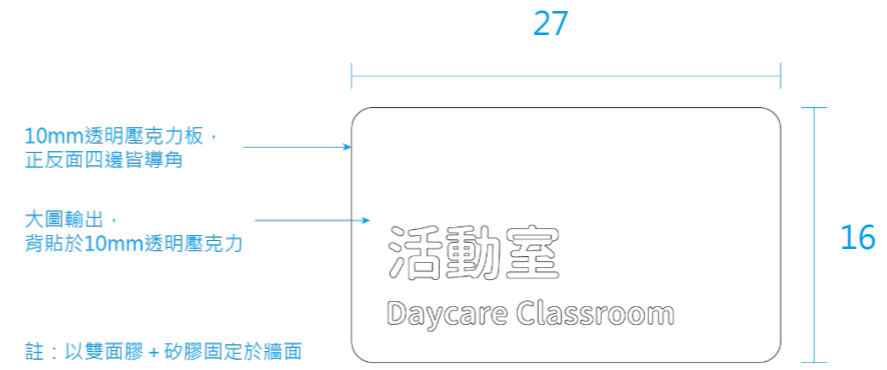 27
10mm透明壓克力板，
正反面四邊皆導角
大圖輸出，
背貼於10mm透明壓克力
16
活動室
Daycare Classroom
註：以雙面膠+矽膠固定於牆面